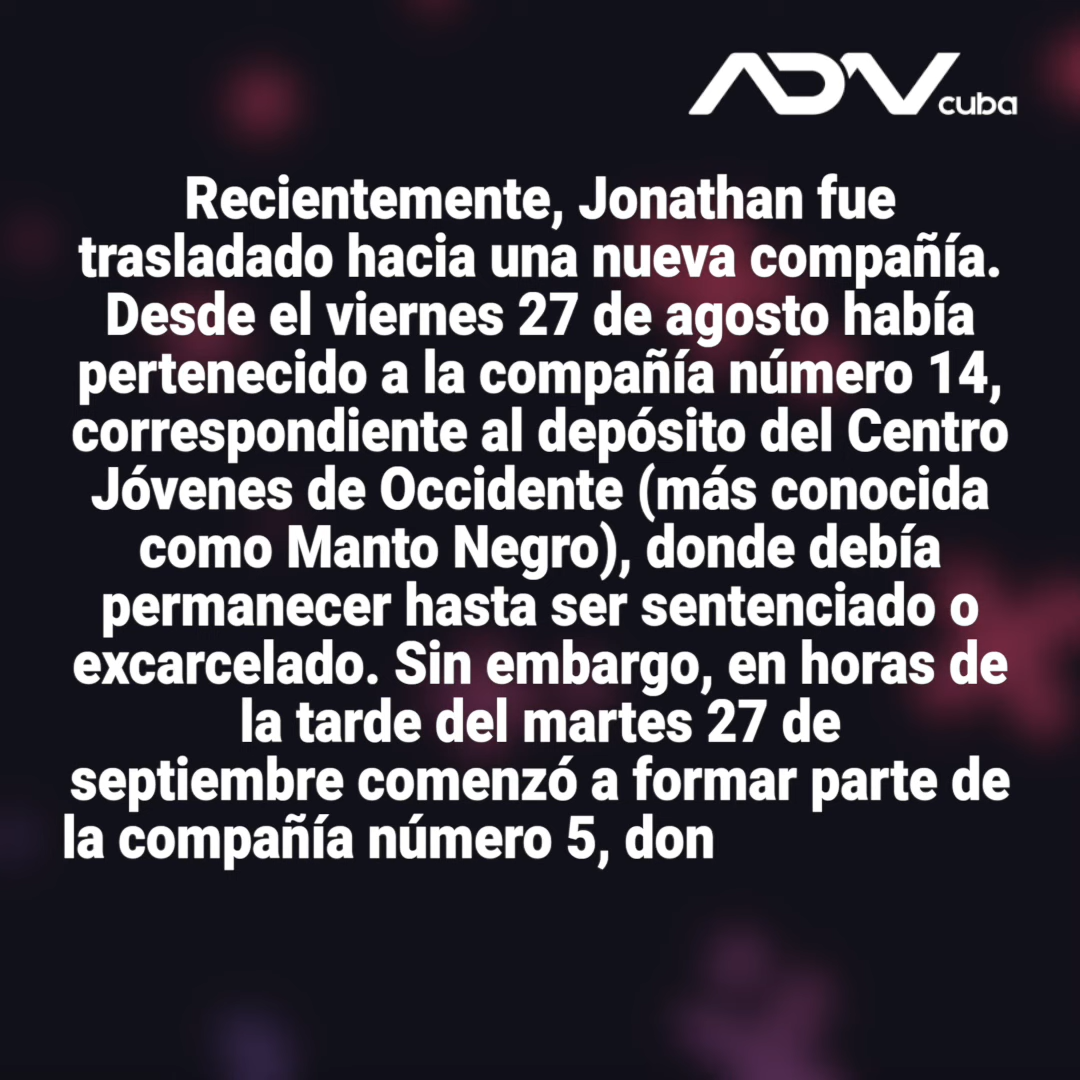 ADN cuba
Recientemente, Jonathan fue
trasladado hacia una nueva compañía.
Desde el viernes 27 de agosto había
pertenecido a la compañía número 14,
correspondiente al depósito del Centro
Jóvenes de Occidente (más conocida
como Manto Negro), donde debía
permanecer hasta ser sentenciado o
excarcelado. Sin embargo, en horas de
la tarde del martes 27 de
septiembre comenzó a formar parte de
la compañía número 5, don